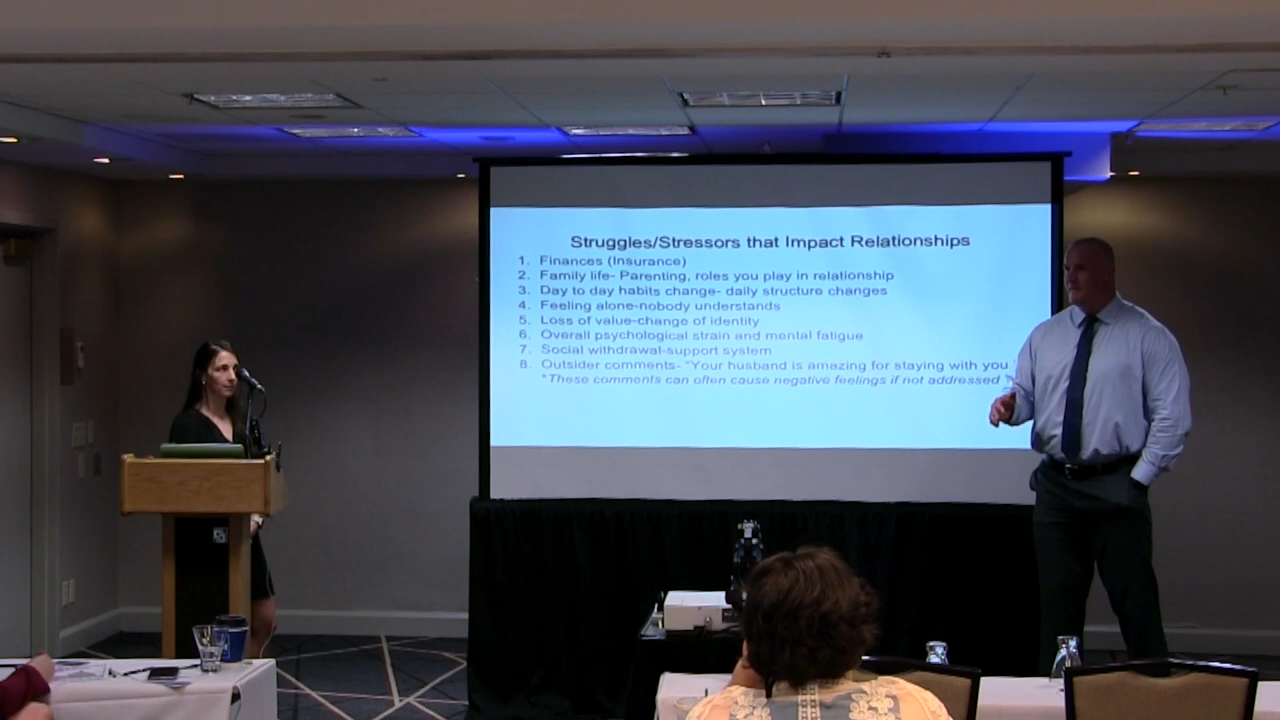 Struggles/Stressors that Impact Relationships
1. Finances (Insurance)
2. Family life- Parenting, roles you play in relationship
3. Day to day habits change- daily structure changes
4. Feeling alone-nobody understands
5. Loss of value-change of identity
6. Overall psychological strain and mental fatigue
7. Social withdrawal-support system
8. Outsider comments- "Your husband is amazing for staying with you"
*These comments can often cause negative feelings if not addressed